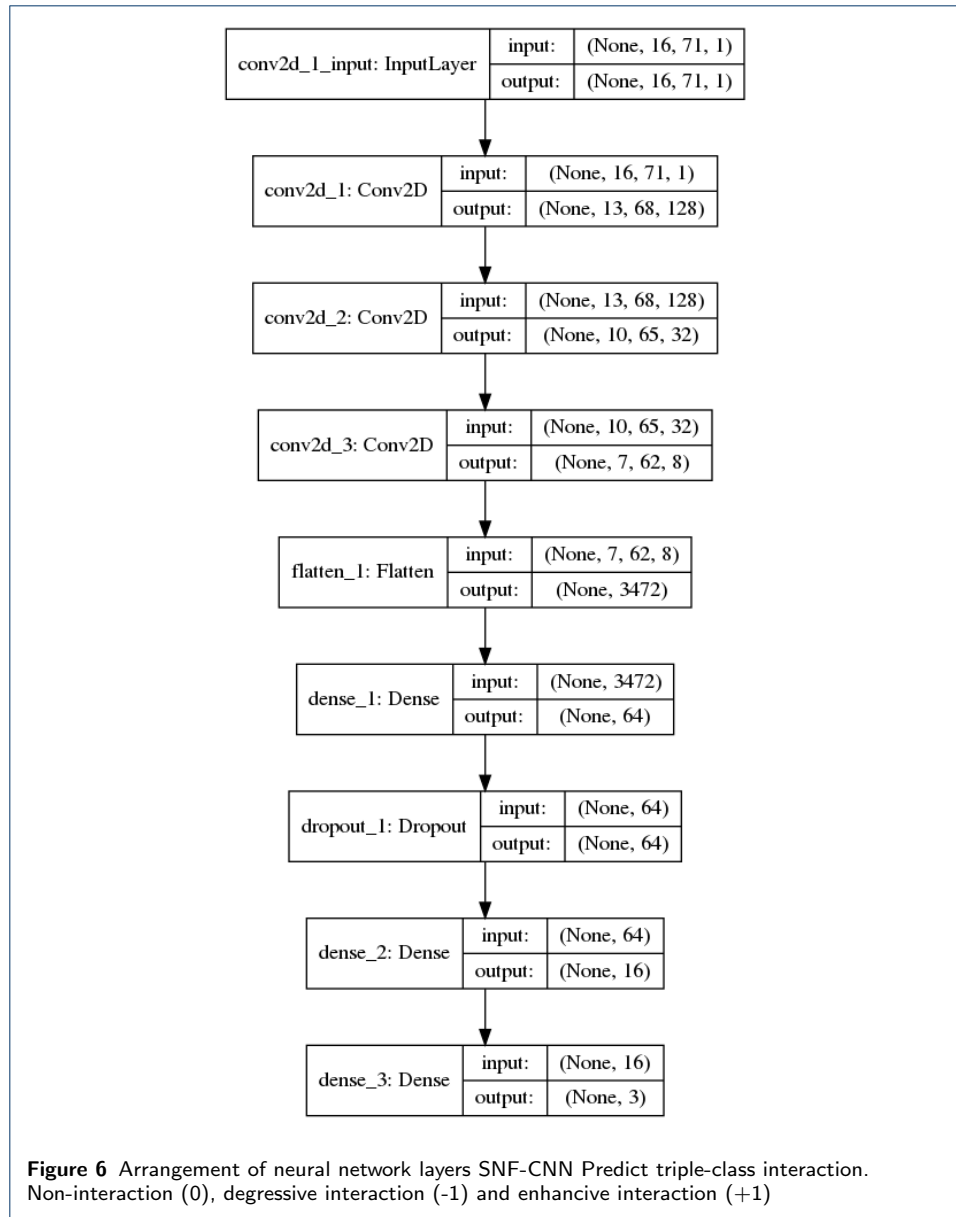 conv2d_1_input: InputLayer
input: (None, 16, 71, 1)
output: (None, 16, 71, 1)
conv2d_1: Conv2D
input: (None, 16, 71, 1)
output: (None, 13, 68, 128)
conv2d_2: Conv2D
input: (None, 13, 68, 128)
output: (None, 10, 65, 32)
conv2d_3: Conv2D
input: (None, 10, 65, 32)
output: (None, 7, 62, 8)
flatten_1: Flatten
input: (None, 7, 62, 8)
output: (None, 3472)
dense_1: Dense
input: (None, 3472)
output: (None, 64)
dropout_1: Dropout
input: (None, 64)
output: (None, 64)
dense_2: Dense
input: (None, 64)
output: (None, 16)
dense_3: Dense
input: (None, 16)
output: (None, 3)
Figure 6 Arrangement of neural network layers SNF-CNN Predict triple-class interaction.
Non-interaction (0), degressive interaction (-1) and enhancive interaction (+1)